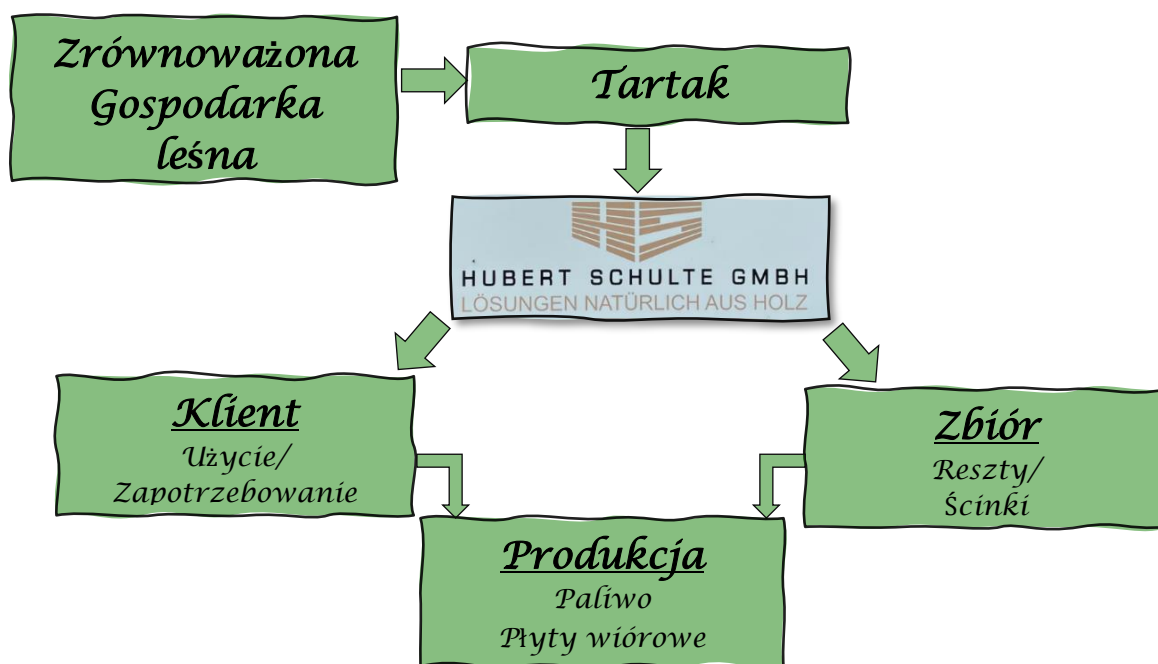 Zrównoważona
Gospodarka
leśna
Tartak
HS
HUBERT SCHULTE GMBH
LÖSUNGEN NATÜRLICH AUS HOLZ
Klient
Użycie/
Zapotrzebowanie
Zbiór
Reszty/
Ścinki
Produkcja
Paliwo
Płyty wiórowe